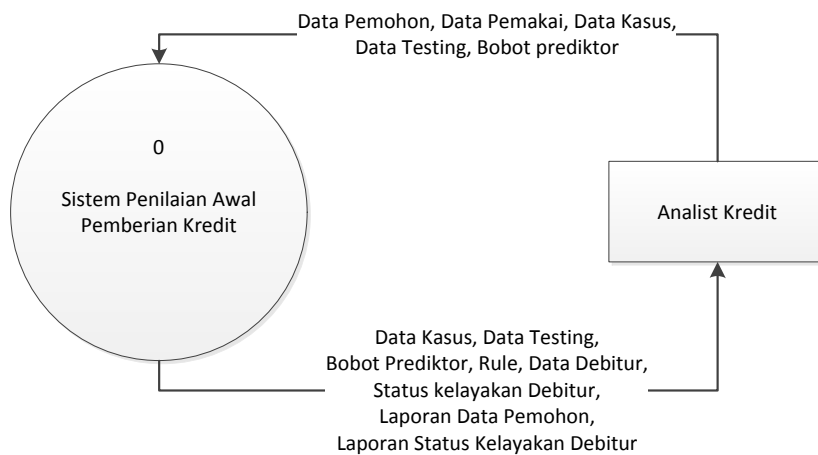 Data Pemohon, Data Pemakai, Data Kasus,
Data Testing, Bobot prediktor
0
Sistem Penilaian Awal
Pemberian Kredit
Analist Kredit
Data Kasus, Data Testing,
Bobot Prediktor, Rule, Data Debitur,
Status kelayakan Debitur,
Laporan Data Pemohon,
Laporan Status Kelayakan Debitur